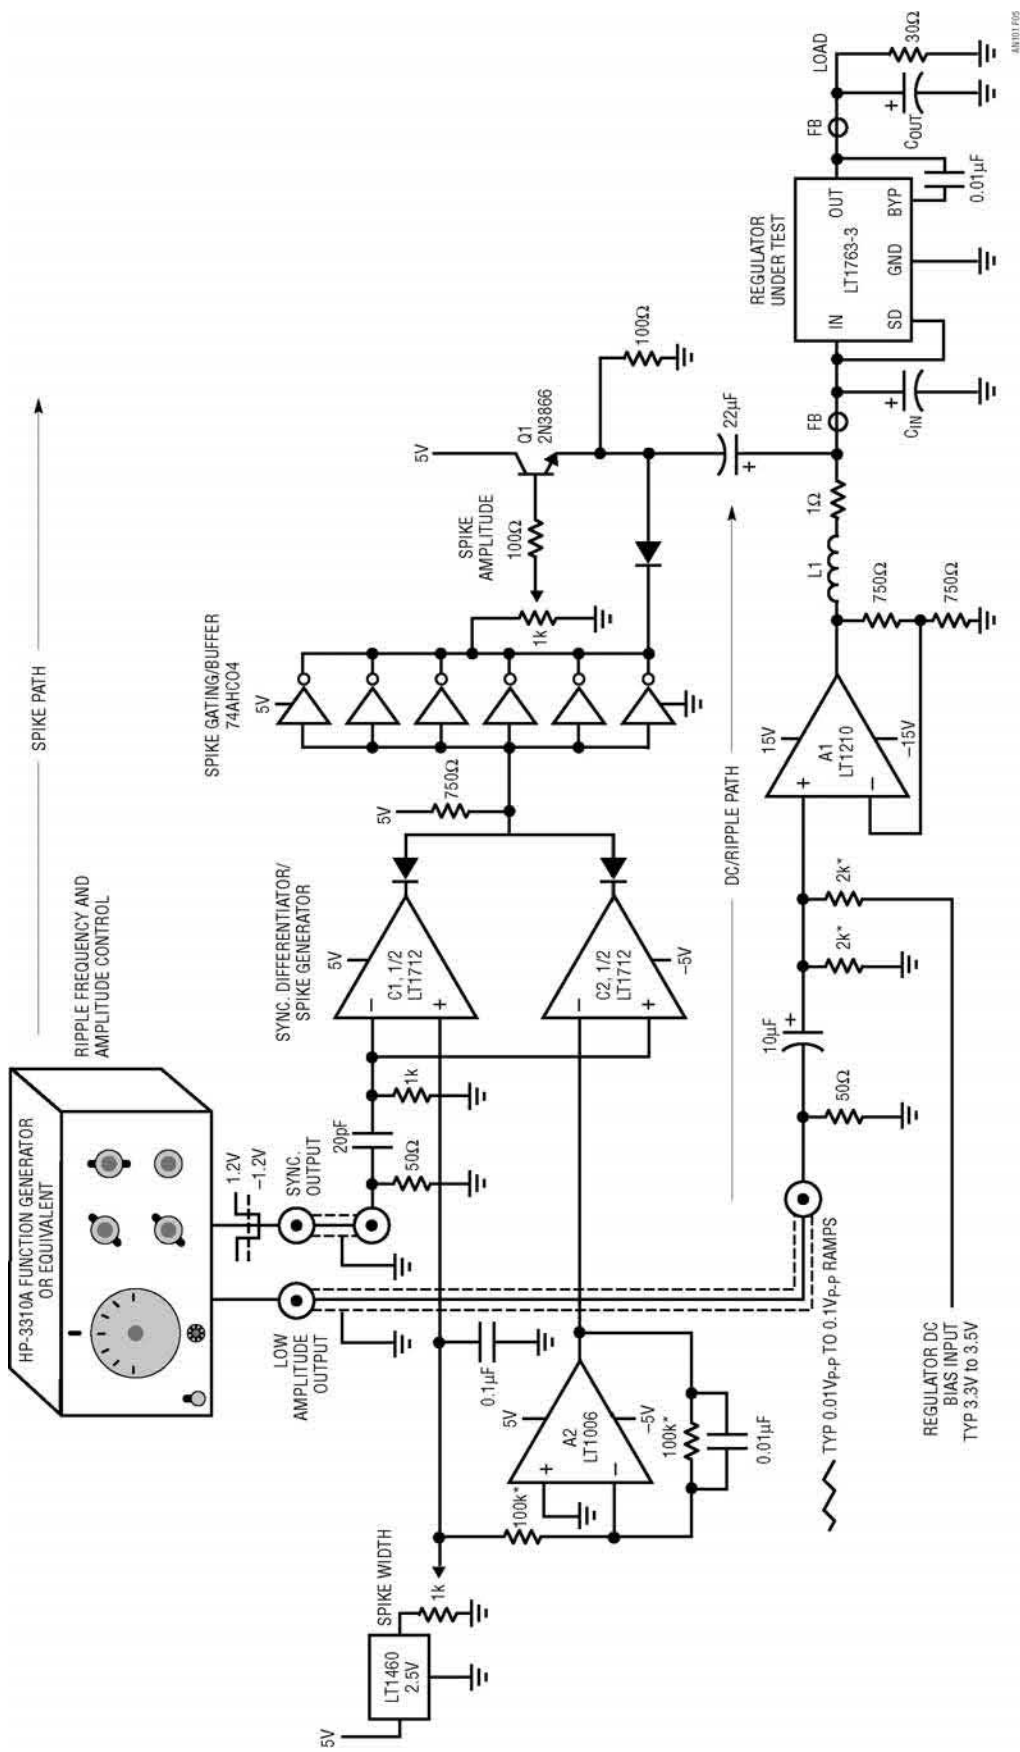 SPIKE PATH
RIPPLE FREQUENCY AND
AMPLITUDE CONTROL
HP-3310A FUNCTION GENERATOR
OR EQUIVALENT
1.2V
–1.2V
SYNC.
OUTPUT
LOW
AMPLITUDE
OUTPUT
50Ω
20pF
1k
SYNC. DIFFERENTIATOR/
SPIKE GENERATOR
5V
–
C1, 1/2
LT1712
+
–
C2, 1/2
LT1712
+
–5V
5V
750Ω
SPIKE GATING/BUFFER
74AHC04
5V
1k
SPIKE
AMPLITUDE
100Ω
5V
Q1
2N3866
100Ω
22µF
+
5V
LT1460
2.5V
SPIKE WIDTH
1k
100k*
0.1µF
5V
+
A2
LT1006
–
–5V
100k*
0.01µF
DC/RIPPLE PATH
TYP 0.01VP-P TO 0.1VP-P RAMPS
REGULATOR DC
BIAS INPUT
TYP 3.3V to 3.5V
50Ω
10µF
+
2k*
2k*
15V
+
A1
LT1210
–
–15V
750Ω
750Ω
L1
1Ω
FB
+
CIN
REGULATOR
UNDER TEST
IN
OUT
LT1763-3
SD
GND
BYP
0.01µF
FB
+
COUT
LOAD
30Ω
AN101 F05